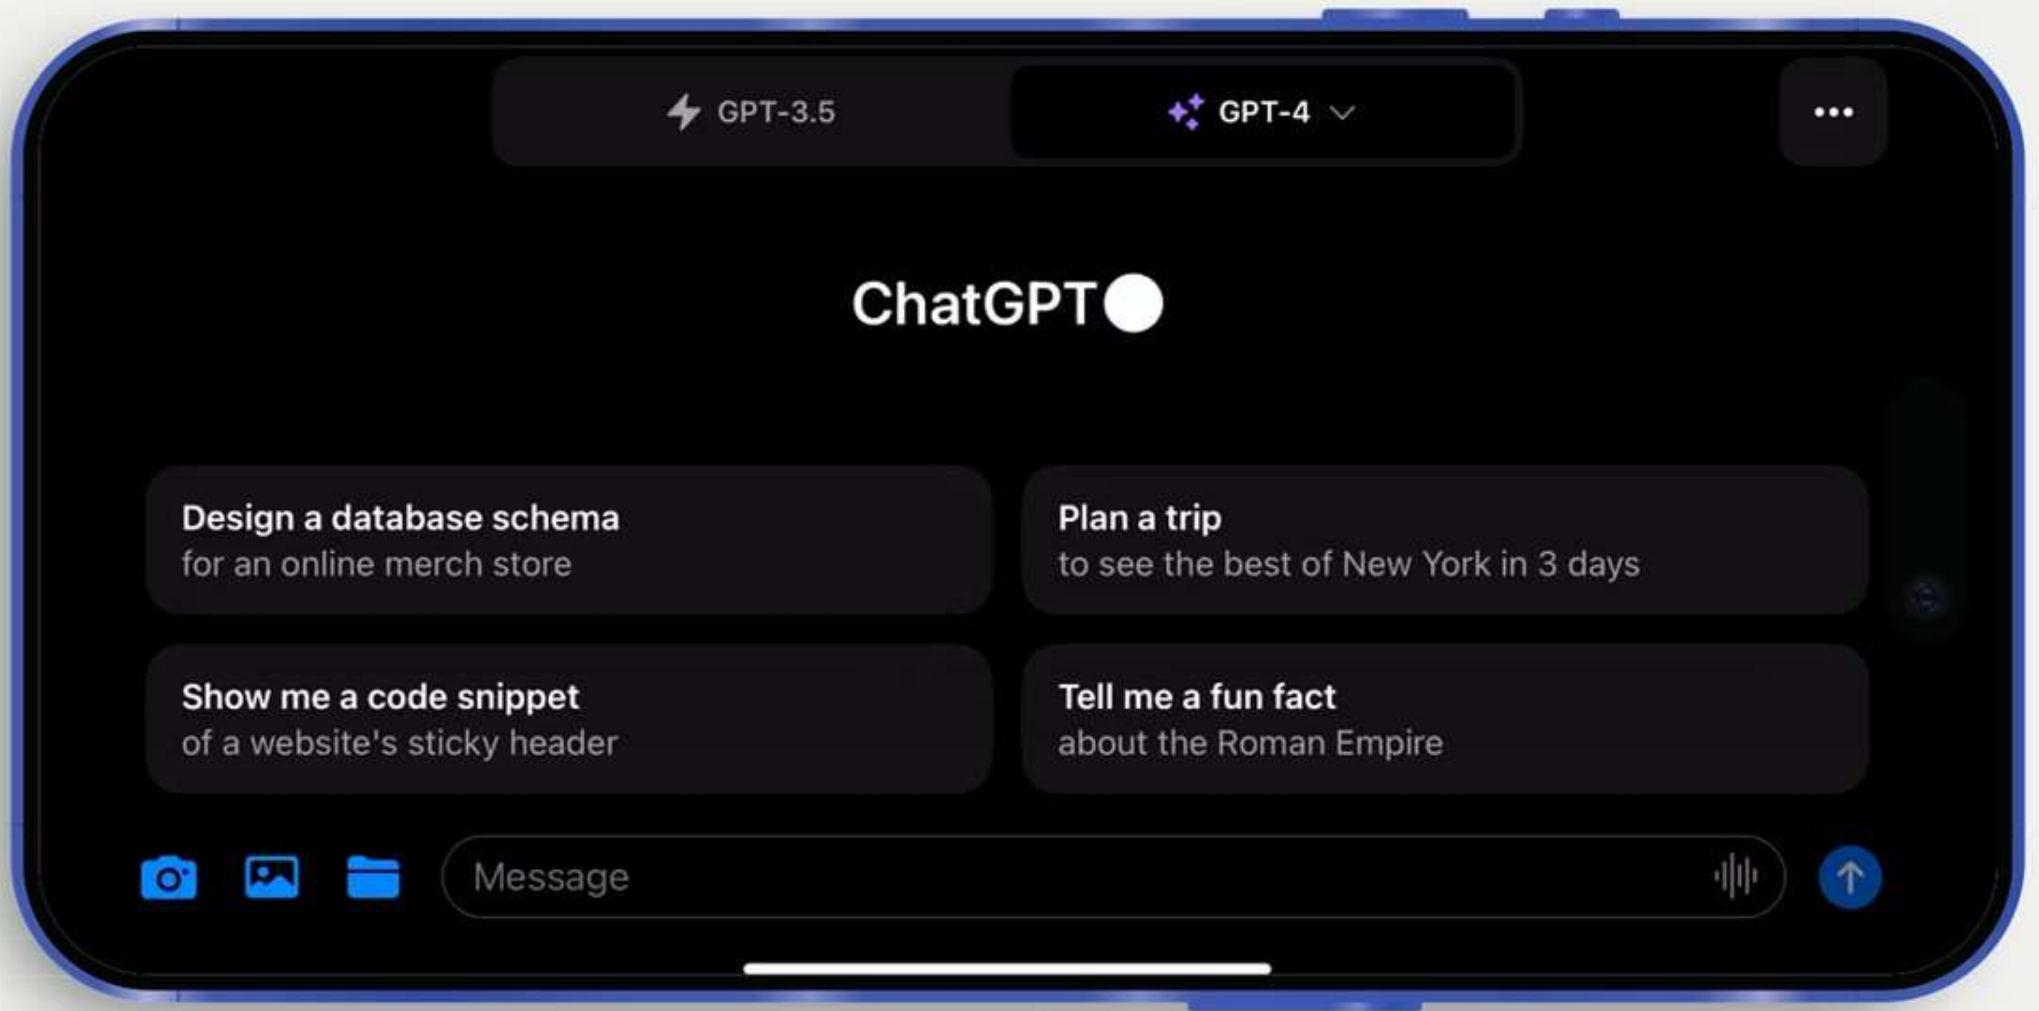 GPT-3.5
GPT-4
ChatGPT
Design a database schema
for an online merch store
Plan a trip
to see the best of New York in 3 days
Show me a code snippet
of a website's sticky header
Tell me a fun fact
about the Roman Empire
Message